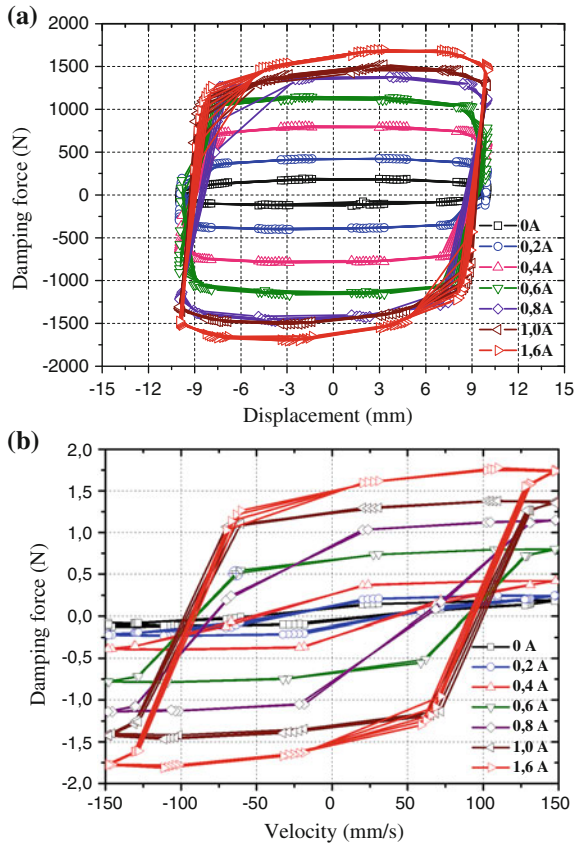 (a)
2000
1500
1000
500
0
-500
-1000
-1500
-2000
Damping force (N)
0A
0,2A
0,4A
0,6A
0,8A
1,0A
1,6A
-15 -12 -9 -6 -3 0 3 6 9 12 15
Displacement (mm)
(b)
2,0
1,5
1,0
0,5
0,0
-0,5
-1,0
-1,5
-2,0
Damping force (N)
0 A
0,2 A
0,4 A
0,6 A
0,8 A
1,0 A
1,6 A
-150 -100 -50 0 50 100 150
Velocity (mm/s)